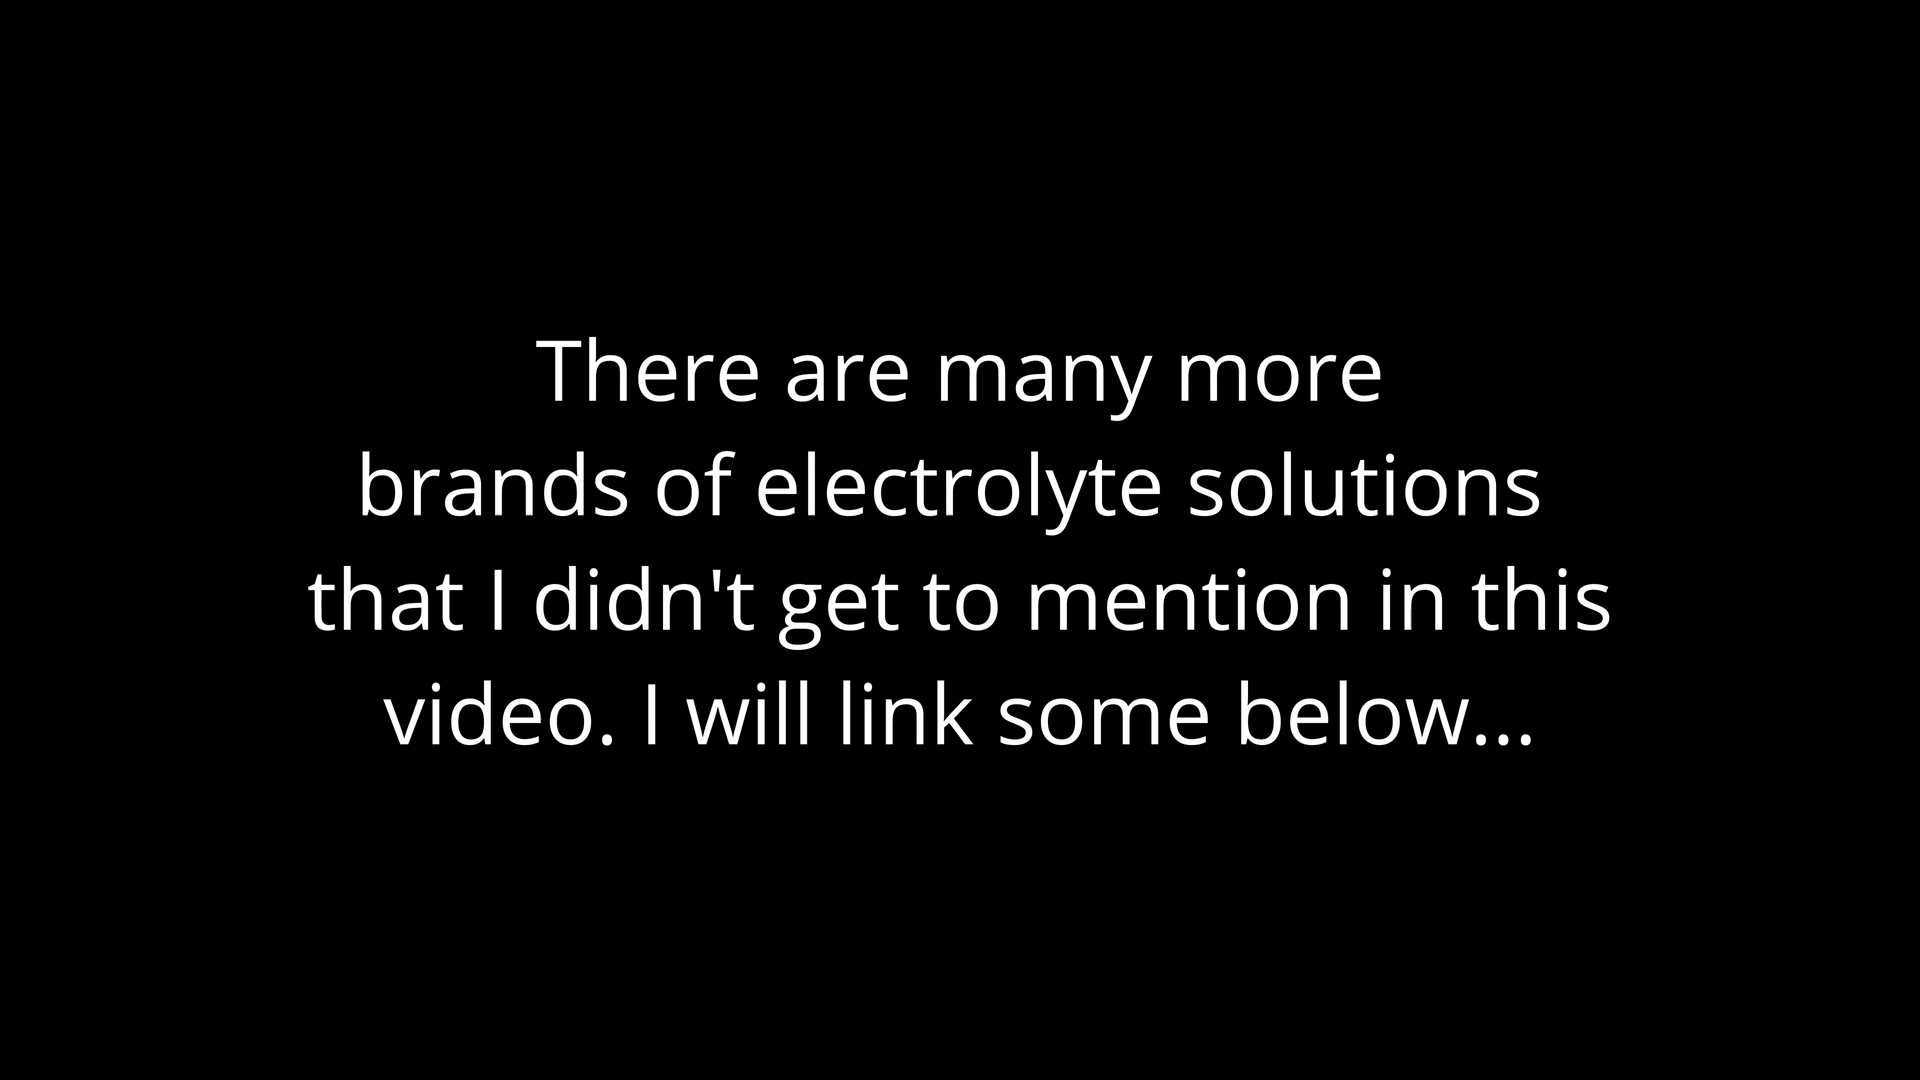 There are many more
brands of electrolyte solutions
that I didn't get to mention in this
video. I will link some below...